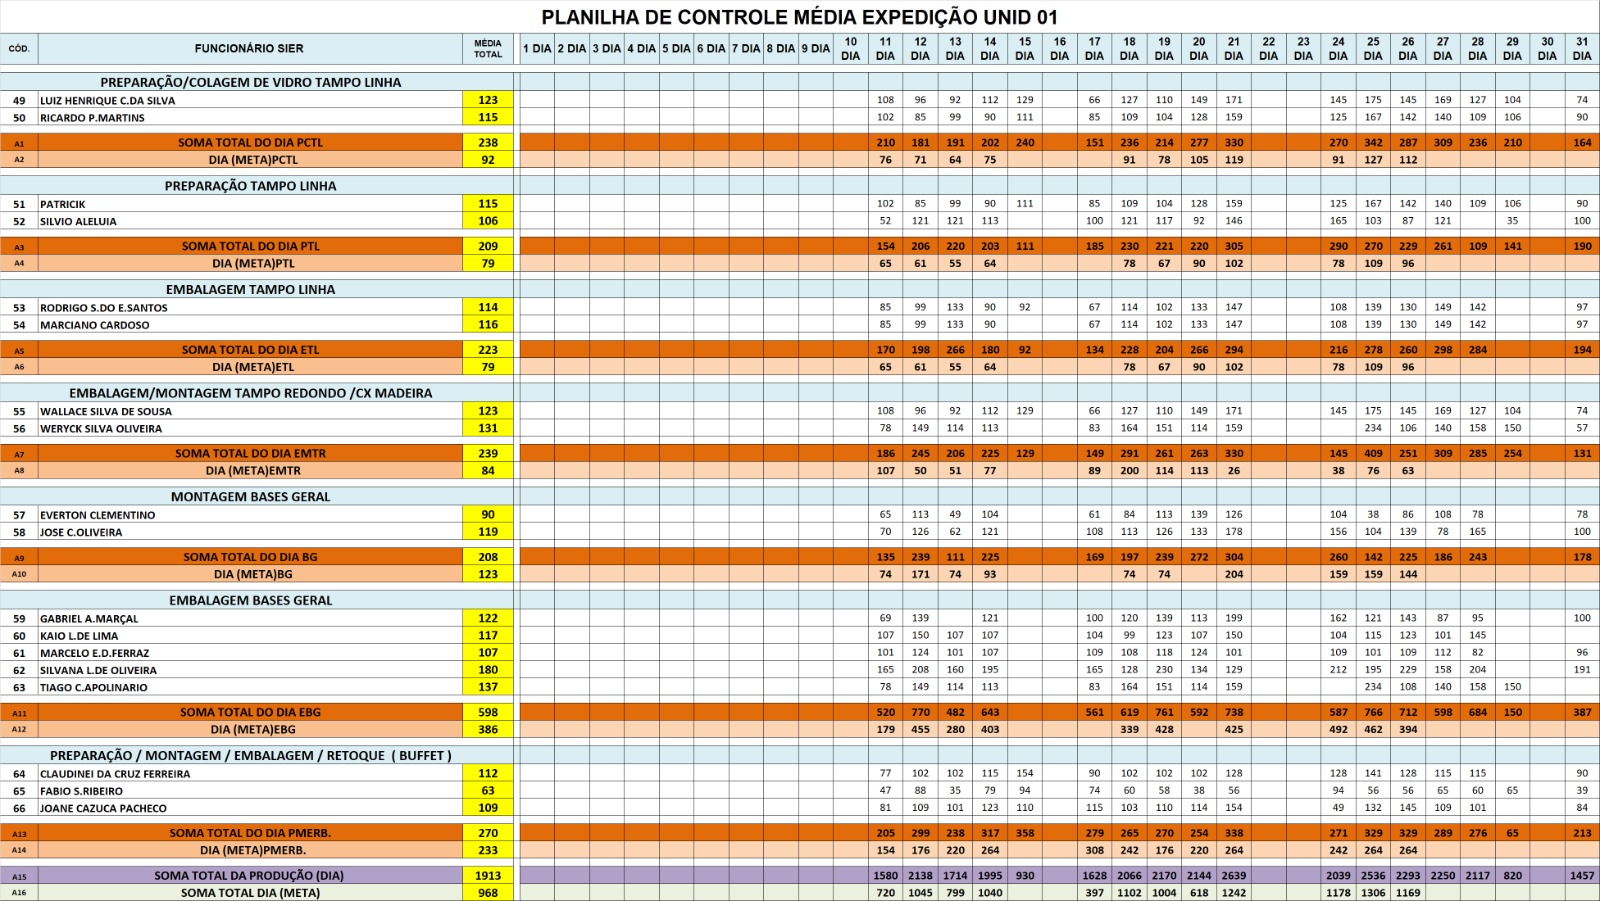 PLANILHA DE CONTROLE MÉDIA EXPEDIÇÃO UNID 01
CÓD. FUNCIONÁRIO SIER MÉDIA TOTAL 1 DIA 2 DIA 3 DIA 4 DIA 5 DIA 6 DIA 7 DIA 8 DIA 9 DIA 10 DIA 11 DIA 12 DIA 13 DIA 14 DIA 15 DIA 16 DIA 17 DIA 18 DIA 19 DIA 20 DIA 21 DIA 22 DIA 23 DIA 24 DIA 25 DIA 26 DIA 27 DIA 28 DIA 29 DIA 30 DIA 31 DIA
PREPARAÇÃO/COLAGEM DE VIDRO TAMPO LINHA
49 LUIZ HENRIQUE C.DA SILVA 123 108 96 92 112 129 66 127 110 149 171 145 175 145 169 127 104 74
50 RICARDO P.MARTINS 115 102 85 99 90 111 85 109 104 128 159 125 167 142 140 109 106 90
A1 SOMA TOTAL DO DIA PCTL 238 210 181 191 202 240 151 236 214 277 330 270 342 287 309 236 210 164
A2 DIA (META)PCTL 92 76 71 64 75 91 78 105 119 91 127 112
PREPARAÇÃO TAMPO LINHA
51 PATRICIK 115 102 85 99 90 111 85 109 104 128 159 125 167 142 140 109 106 90
52 SILVIO ALELUIA 106 52 121 121 113 100 121 117 92 146 165 103 87 121 35 100
A3 SOMA TOTAL DO DIA PTL 209 154 206 220 203 111 185 230 221 220 305 290 270 229 261 109 141 190
A4 DIA (META)PTL 79 65 61 55 64 78 67 90 102 78 109 96
EMBALAGEM TAMPO LINHA
53 RODRIGO S.DO E.SANTOS 114 85 99 133 90 92 67 114 102 133 147 108 139 130 149 142 97
54 MARCIANO CARDOSO 116 85 99 133 90 67 114 102 133 147 108 139 130 149 142 97
A5 SOMA TOTAL DO DIA ETL 223 170 198 266 180 92 134 228 204 266 294 216 278 260 298 284 194
A6 DIA (META)ETL 79 65 61 55 64 78 67 90 102 78 109 96
EMBALAGEM/MONTAGEM TAMPO REDONDO /CX MADEIRA
55 WALLACE SILVA DE SOUSA 123 108 96 92 112 129 66 127 110 149 171 145 175 145 169 127 104 74
56 WERYCK SILVA OLIVEIRA 131 78 149 114 113 83 164 151 114 159 234 106 140 158 150 57
A7 SOMA TOTAL DO DIA EMTR 239 186 245 206 225 129 149 291 261 263 330 145 409 251 309 285 254 131
A8 DIA (META)EMTR 84 107 50 51 77 89 200 114 113 26 38 76 63
MONTAGEM BASES GERAL
57 EVERTON CLEMENTINO 90 65 113 49 104 61 84 113 139 126 104 38 86 108 78 78
58 JOSE C.OLIVEIRA 119 70 126 62 121 108 113 126 133 178 156 104 139 78 165 100
A9 SOMA TOTAL DO DIA BG 208 135 239 111 225 169 197 239 272 304 260 142 225 186 243 178
A10 DIA (META)BG 123 74 171 74 93 74 74 204 159 159 144
EMBALAGEM BASES GERAL
59 GABRIEL A.MARÇAL 122 69 139 121 100 120 139 113 199 162 121 143 87 95 100
60 KAIO L.DE LIMA 117 107 150 107 107 104 99 123 107 150 104 115 123 101 145
61 MARCELO E.D.FERRAZ 107 101 124 101 107 109 108 118 124 101 109 101 109 112 82 96
62 SILVANA L.DE OLIVEIRA 180 165 208 160 195 165 128 230 134 129 212 195 229 158 204 191
63 TIAGO C.APOLINARIO 137 78 149 114 113 83 164 151 114 159 234 108 140 158 150
A11 SOMA TOTAL DO DIA EBG 598 520 770 482 643 561 619 761 592 738 587 766 712 598 684 150 387
A12 DIA (META)EBG 386 179 455 280 403 339 428 425 492 462 394
PREPARAÇÃO / MONTAGEM / EMBALAGEM / RETOQUE ( BUFFET )
64 CLAUDINEI DA CRUZ FERREIRA 112 77 102 102 115 154 90 102 102 102 128 128 141 128 115 115 90
65 FABIO S.RIBEIRO 63 47 88 35 79 94 74 60 58 38 56 94 56 56 65 60 65 39
66 JOANE CAZUCA PACHECO 109 81 109 101 123 110 115 103 110 114 154 49 132 145 109 101 84
A13 SOMA TOTAL DO DIA PMERB. 270 205 299 238 317 358 279 265 270 254 338 271 329 329 289 276 65 213
A14 DIA (META)PMERB. 233 154 176 220 264 308 242 176 220 264 242 264 264
A15 SOMA TOTAL DA PRODUÇÃO (DIA) 1913 1580 2138 1714 1995 930 1628 2066 2170 2144 2639 2039 2536 2293 2250 2117 820 1457
A16 SOMA TOTAL DIA (META) 968 720 1045 799 1040 397 1102 1004 618 1242 1178 1306 1169